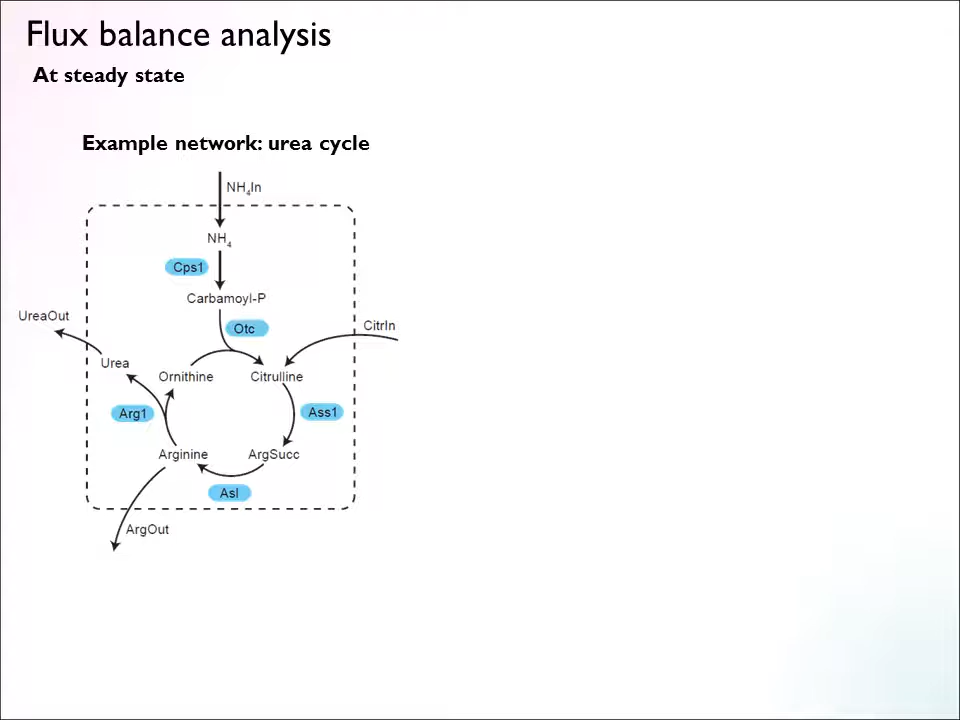 Flux balance analysis
At steady state
Example network: urea cycle
NH4In
NH4
Cps1
Carbamoyl-P
UreaOut
Otc
CitrIn
Urea
Ornithine
Citrulline
Arg1
Ass1
Arginine
ArgSucc
Asl
ArgOut